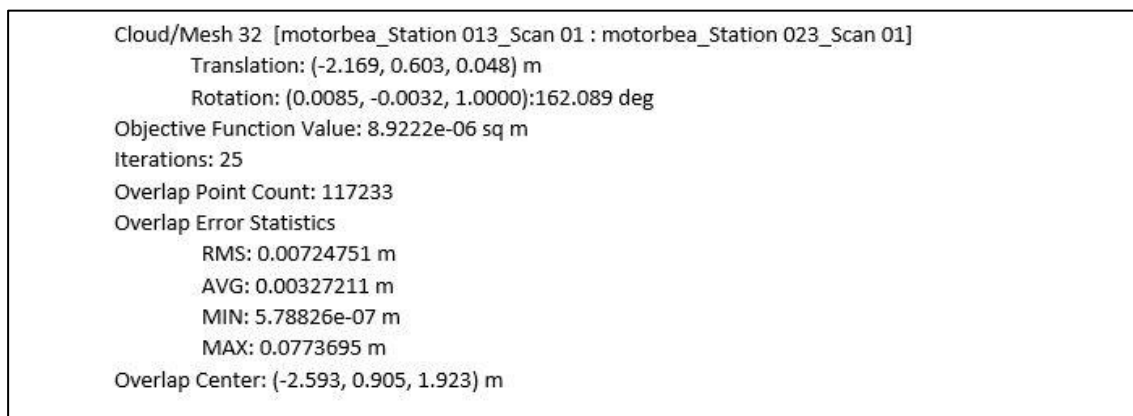 Cloud/Mesh 32 [motorbea_Station 013_Scan 01 : motorbea_Station 023_Scan 01]
Translation: (-2.169, 0.603, 0.048) m
Rotation: (0.0085, -0.0032, 1.0000):162.089 deg
Objective Function Value: 8.9222e-06 sq m
Iterations: 25
Overlap Point Count: 117233
Overlap Error Statistics
RMS: 0.00724751 m
AVG: 0.00327211 m
MIN: 5.78826e-07 m
MAX: 0.0773695 m
Overlap Center: (-2.593, 0.905, 1.923) m